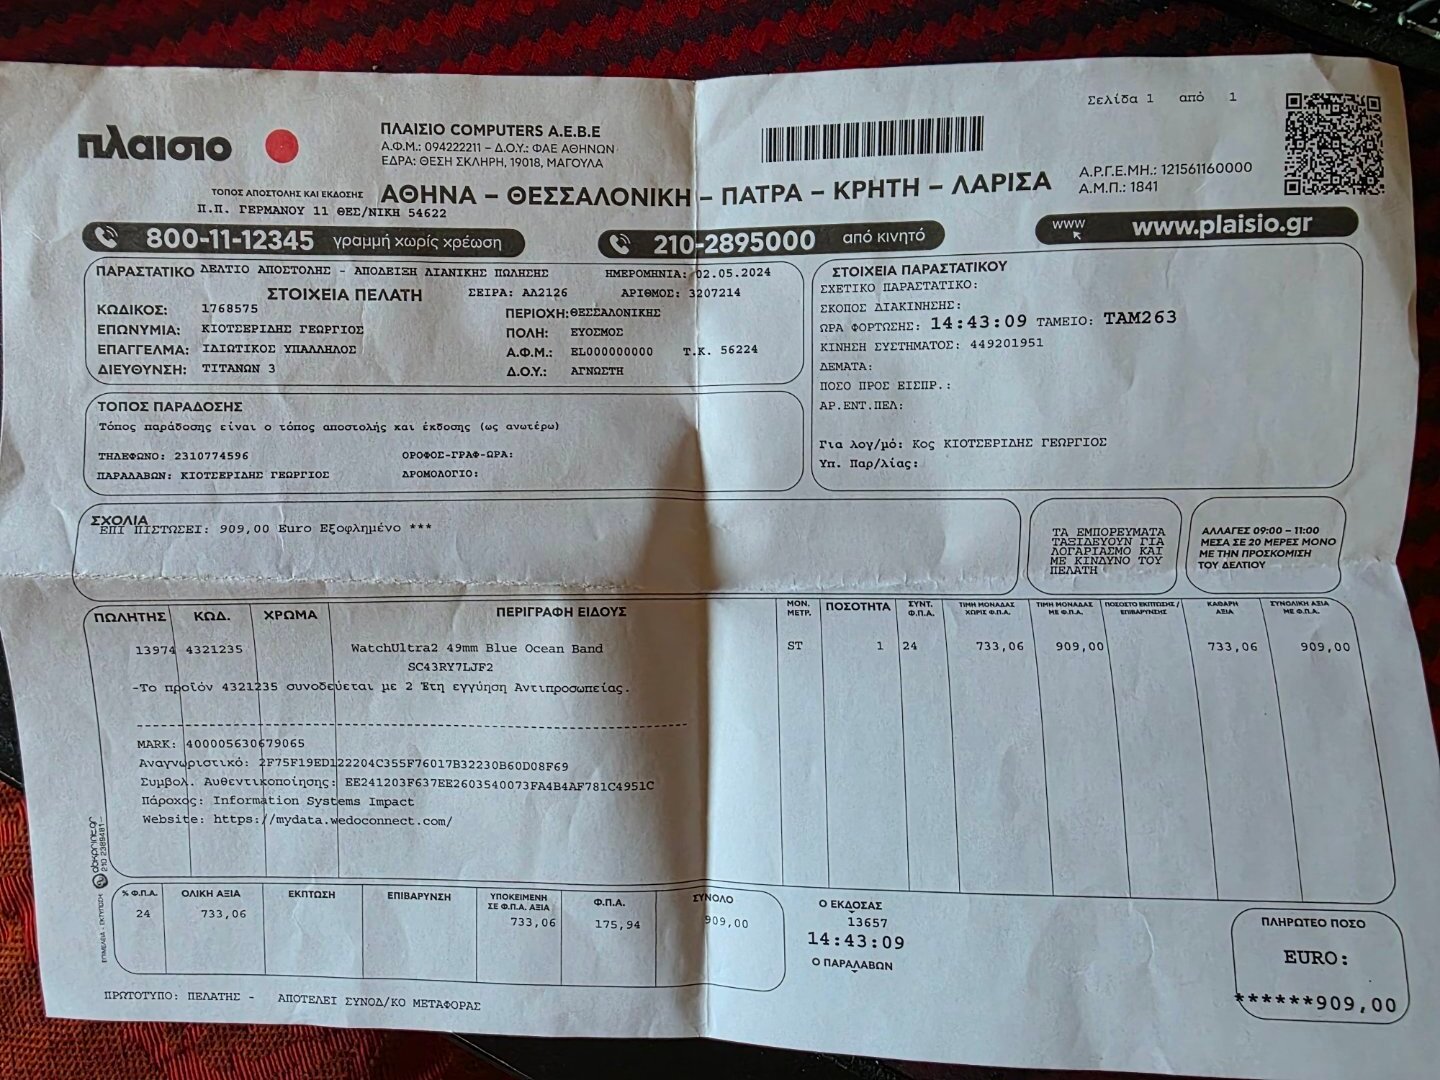 Σελίδα 1 από 1
πλαισιο
ΠΛΑΙΣΙΟ COMPUTERS A.E.B.E
Α.Φ.Μ.: 094222211 – Δ.Ο.Υ.: ΦΑΕ ΑΘΗΝΩΝ
ΕΔΡΑ: ΘΕΣΗ ΣΚΛΗΡΗ, 19018, ΜΑΓΟΥΛΑ
Α.Ρ.Γ.Ε.ΜΗ.: 121561160000
Α.Μ.Π.: 1841
ΤΟΠΟΣ ΑΠΟΣΤΟΛΗΣ ΚΑΙ ΕΚΔΟΣΗΣ
Π.Π. ΓΕΡΜΑΝΟΥ 11 ΘΕΣ/ΝΙΚΗ 54622
ΑΘΗΝΑ – ΘΕΣΣΑΛΟΝΙΚΗ – ΠΑΤΡΑ – ΚΡΗΤΗ – ΛΑΡΙΣΑ
800-11-12345 γραμμή χωρίς χρέωση
210-2895000 από κινητό
www www.plaisio.gr
ΠΑΡΑΣΤΑΤΙΚΟ ΔΕΛΤΙΟ ΑΠΟΣΤΟΛΗΣ - ΑΠΟΔΕΙΞΗ ΛΙΑΝΙΚΗΣ ΠΩΛΗΣΗΣ ΗΜΕΡΟΜΗΝΙΑ: 02.05.2024
ΣΤΟΙΧΕΙΑ ΠΕΛΑΤΗ ΣΕΙΡΑ: ΑΛ2126 ΑΡΙΘΜΟΣ: 3207214
ΚΩΔΙΚΟΣ: 1768575 ΠΕΡΙΟΧΗ: ΘΕΣΣΑΛΟΝΙΚΗΣ
ΕΠΩΝΥΜΙΑ: ΚΙΟΤΣΕΡΙΔΗΣ ΓΕΩΡΓΙΟΣ ΠΟΛΗ: ΕΥΟΣΜΟΣ
ΕΠΑΓΓΕΛΜΑ: ΙΔΙΩΤΙΚΟΣ ΥΠΑΛΛΗΛΟΣ Α.Φ.Μ.: EL000000000 Τ.Κ. 56224
ΔΙΕΥΘΥΝΣΗ: ΤΙΤΑΝΩΝ 3 Δ.Ο.Υ.: ΑΓΝΩΣΤΗ
ΣΤΟΙΧΕΙΑ ΠΑΡΑΣΤΑΤΙΚΟΥ
ΣΧΕΤΙΚΟ ΠΑΡΑΣΤΑΤΙΚΟ:
ΣΚΟΠΟΣ ΔΙΑΚΙΝΗΣΗΣ:
ΩΡΑ ΦΟΡΤΩΣΗΣ: 14:43:09 ΤΑΜΕΙΟ: ΤΑΜ263
ΚΙΝΗΣΗ ΣΥΣΤΗΜΑΤΟΣ: 449201951
ΔΕΜΑΤΑ:
ΠΟΣΟ ΠΡΟΣ ΕΙΣΠΡ.:
ΑΡ.ΕΝΤ.ΠΕΛ:
Για λογ/μό: Κος ΚΙΟΤΣΕΡΙΔΗΣ ΓΕΩΡΓΙΟΣ
Υπ. Παρ/λίας:
ΤΟΠΟΣ ΠΑΡΑΔΟΣΗΣ
Τόπος παράδοσης είναι ο τόπος αποστολής και έκδοσης (ως ανωτέρω)
ΤΗΛΕΦΩΝΟ: 2310774596 ΟΡΟΦΟΣ-ΓΡΑΦ-ΩΡΑ:
ΠΑΡΑΛΑΒΩΝ: ΚΙΟΤΣΕΡΙΔΗΣ ΓΕΩΡΓΙΟΣ ΔΡΟΜΟΛΟΓΙΟ:
ΣΧΟΛΙΑ
ΕΠΙ ΠΙΣΤΩΣΕΙ: 909,00 Euro Εξοφλημένο ***
ΤΑ ΕΜΠΟΡΕΥΜΑΤΑ
ΤΑΞΙΔΕΥΟΥΝ ΓΙΑ
ΛΟΓΑΡΙΑΣΜΟ ΚΑΙ
ΜΕ ΚΙΝΔΥΝΟ ΤΟΥ
ΠΕΛΑΤΗ
ΑΛΛΑΓΕΣ 09:00 – 11:00
ΜΕΣΑ ΣΕ 20 ΜΕΡΕΣ ΜΟΝΟ
ΜΕ ΤΗΝ ΠΡΟΣΚΟΜΙΣΗ
ΤΟΥ ΔΕΛΤΙΟΥ
ΠΩΛΗΤΗΣ ΚΩΔ. ΧΡΩΜΑ ΠΕΡΙΓΡΑΦΗ ΕΙΔΟΥΣ ΜΟΝ. ΜΕΤΡ. ΠΟΣΟΤΗΤΑ ΣΥΝΤ. Φ.Π.Α. ΤΙΜΗ ΜΟΝΑΔΑΣ ΧΩΡΙΣ Φ.Π.Α. ΤΙΜΗ ΜΟΝΑΔΑΣ ΜΕ Φ.Π.Α. ΠΟΣΟΣΤΟ ΕΚΠΤΩΣΗΣ / ΕΠΙΒΑΡΥΝΣΗΣ ΚΑΘΑΡΗ ΑΞΙΑ ΣΥΝΟΛΙΚΗ ΑΞΙΑ ΜΕ Φ.Π.Α.
13974 4321235 WatchUltra2 49mm Blue Ocean Band ST 1 24 733,06 909,00 733,06 909,00
SC43RY7LJF2
-Το προϊόν 4321235 συνοδεύεται με 2 Έτη εγγύηση Αντιπροσωπείας.
MARK: 400005630679065
Αναγνωριστικό: 2F75F19ED122204C355F76017B32230B60D08F69
Συμβολ. Αυθεντικοποίησης: EE241203F637EE2603540073FA4B4AF781C4951C
Πάροχος: Information Systems Impact
Website: https://mydata.wedoconnect.com/
ΕΠΙΜΕΛΕΙΑ - ΕΚΤΥΠΩΣΗ abkprint.gr
210 2389481
% Φ.Π.Α. ΟΛΙΚΗ ΑΞΙΑ ΕΚΠΤΩΣΗ ΕΠΙΒΑΡΥΝΣΗ ΥΠΟΚΕΙΜΕΝΗ ΣΕ Φ.Π.Α. ΑΞΙΑ Φ.Π.Α. ΣΥΝΟΛΟ
24 733,06 733,06 175,94 909,00
Ο ΕΚΔΟΣΑΣ
13657
14:43:09
Ο ΠΑΡΑΛΑΒΩΝ
ΠΛΗΡΩΤΕΟ ΠΟΣΟ
EURO:
******909,00
ΠΡΩΤΟΤΥΠΟ: ΠΕΛΑΤΗΣ - ΑΠΟΤΕΛΕΙ ΣΥΝΟΔ/ΚΟ ΜΕΤΑΦΟΡΑΣ